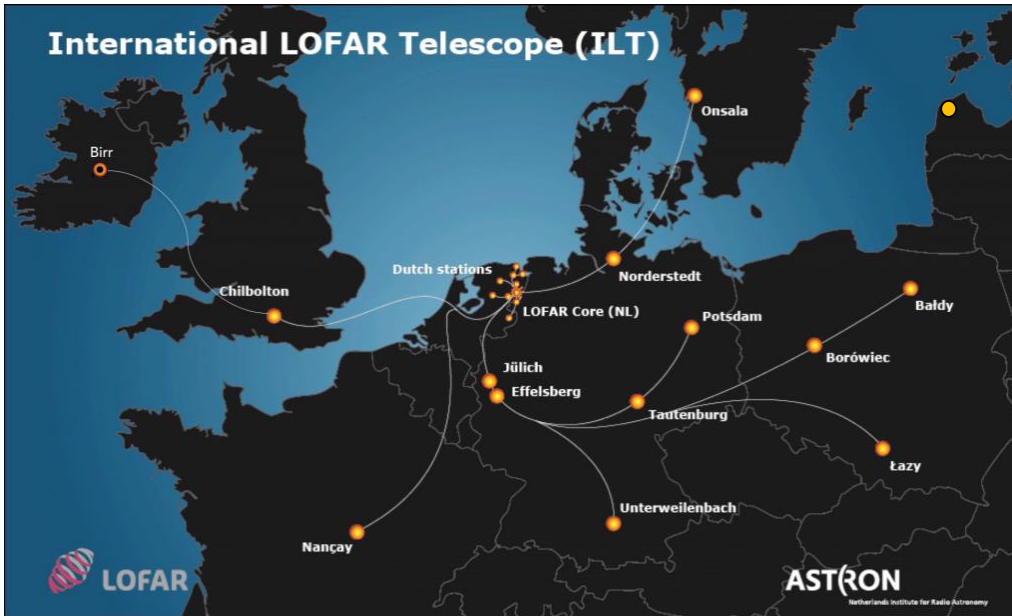 International LOFAR Telescope (ILT)
Onsala
Birr
Dutch stations
Norderstedt
Chilbolton
LOFAR Core (NL)
Bałdy
Potsdam
Borówiec
Jülich
Effelsberg
Tautenburg
Łazy
Unterweilenbach
Nançay
LOFAR
ASTRON
Netherlands Institute for Radio Astronomy